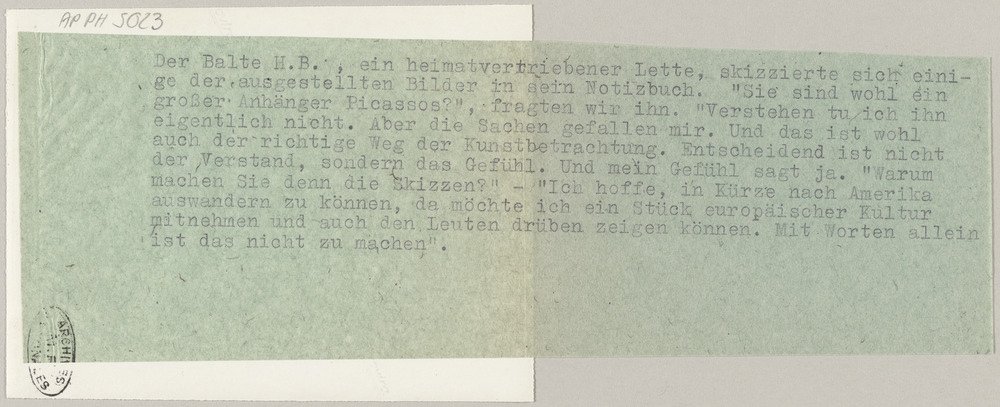 APPH 5023
Der Balte H.B. , ein heimatvertriebener Lette, skizzierte sich eini-
ge der ausgestellten Bilder in sein Notizbuch. "Sie sind wohl ein
großer Anhänger Picassos?", fragten wir ihn. "Verstehen tu ich ihn
eigentlich nicht. Aber die Sachen gefallen mir. Und das ist wohl
auch der richtige Weg der Kunstbetrachtung. Entscheidend ist nicht
der Verstand, sondern das Gefühl. Und mein Gefühl sagt ja. "Warum
machen Sie denn die Skizzen?" - "Ich hoffe, in Kürze nach Amerika
auswandern zu können, da möchte ich ein Stück europäischer Kultur
mitnehmen und auch den Leuten drüben zeigen können. Mit Worten allein
ist das nicht zu machen".
ARCHIVES